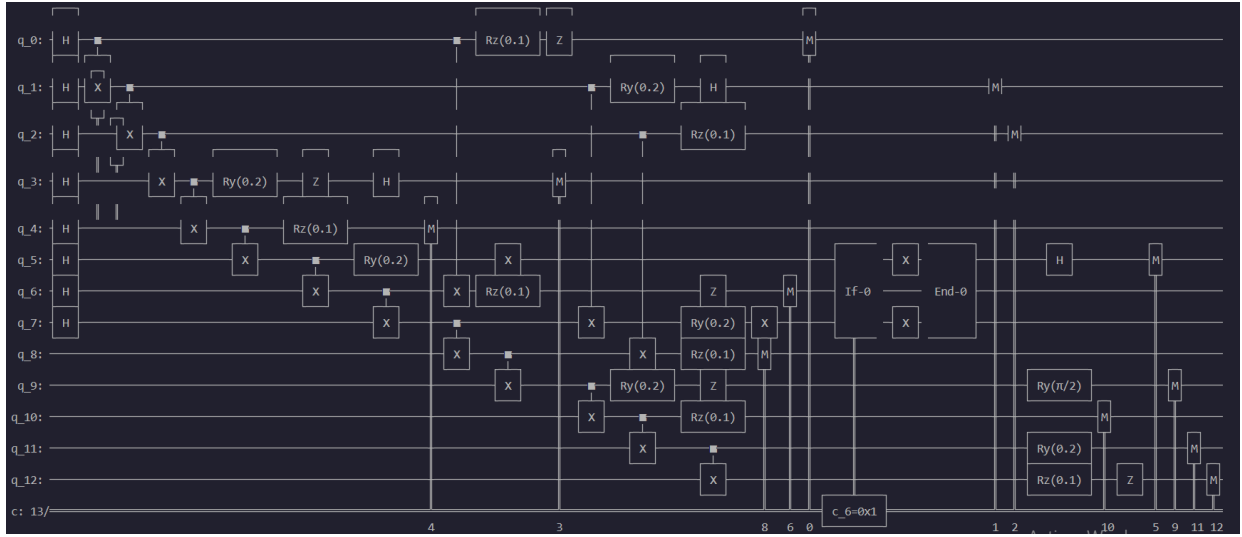 q_0: H Rz(0.1) Z M
q_1: H X Ry(0.2) H M
q_2: H X Rz(0.1) M
q_3: H X Ry(0.2) Z H M
q_4: H X Rz(0.1) M
q_5: H X Ry(0.2) X X H M
q_6: H X X Rz(0.1) Z M If-0 End-0
q_7: H X X Ry(0.2) X X
q_8: X X Rz(0.1) M
q_9: X Ry(0.2) Z Ry(π/2) M
q_10: X Rz(0.1) M
q_11: X Ry(0.2) M
q_12: X Rz(0.1) Z M
c: 13/ c_6=0x1
4 3 8 6 0 1 2 10 5 9 11 12